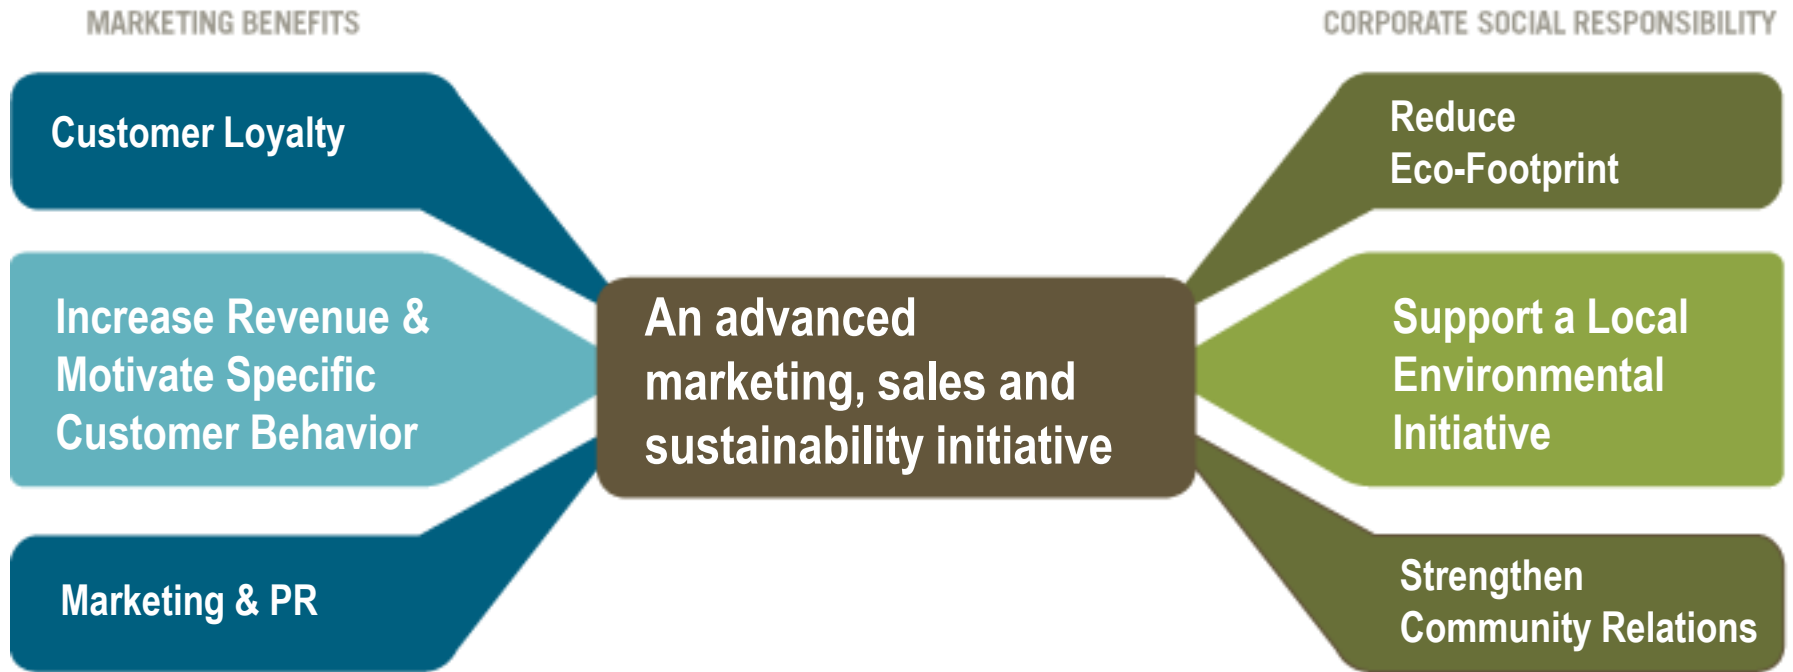 MARKETING BENEFITS
CORPORATE SOCIAL RESPONSIBILITY
Customer Loyalty
Increase Revenue &
Motivate Specific
Customer Behavior
Marketing & PR
An advanced
marketing, sales and
sustainability initiative
Reduce
Eco-Footprint
Support a Local
Environmental
Initiative
Strengthen
Community Relations